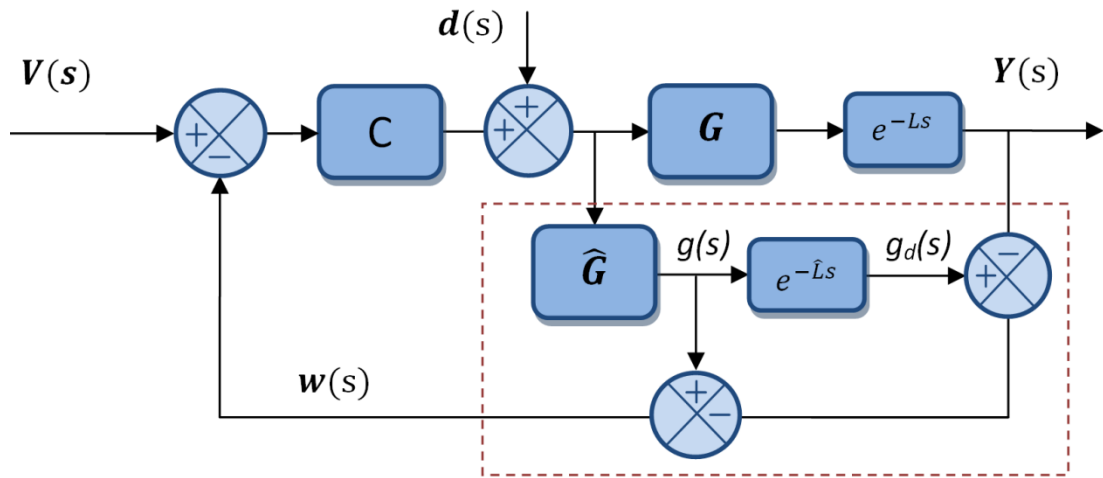 d(s)
V(s)
Y(s)
+
−
C
+
+
G
e^{-Ls}
Ĝ
g(s)
e^{-L̂s}
g_d(s)
−
+
w(s)
+
−